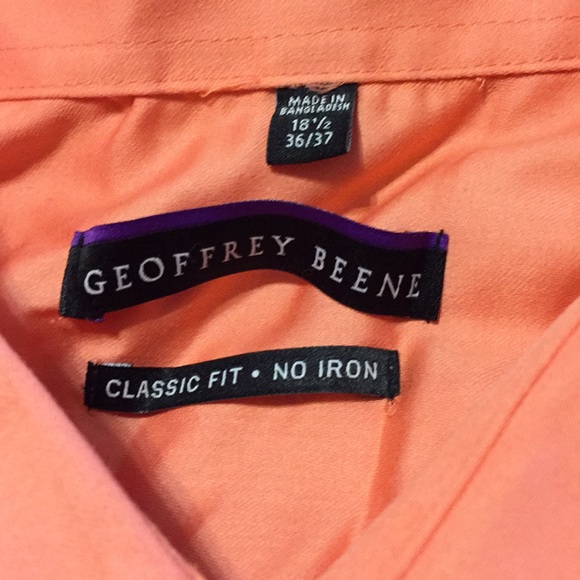 MADE IN
BANGLADESH
18 1/2
36/37
GEOFFREY BEENE
CLASSIC FIT • NO IRON